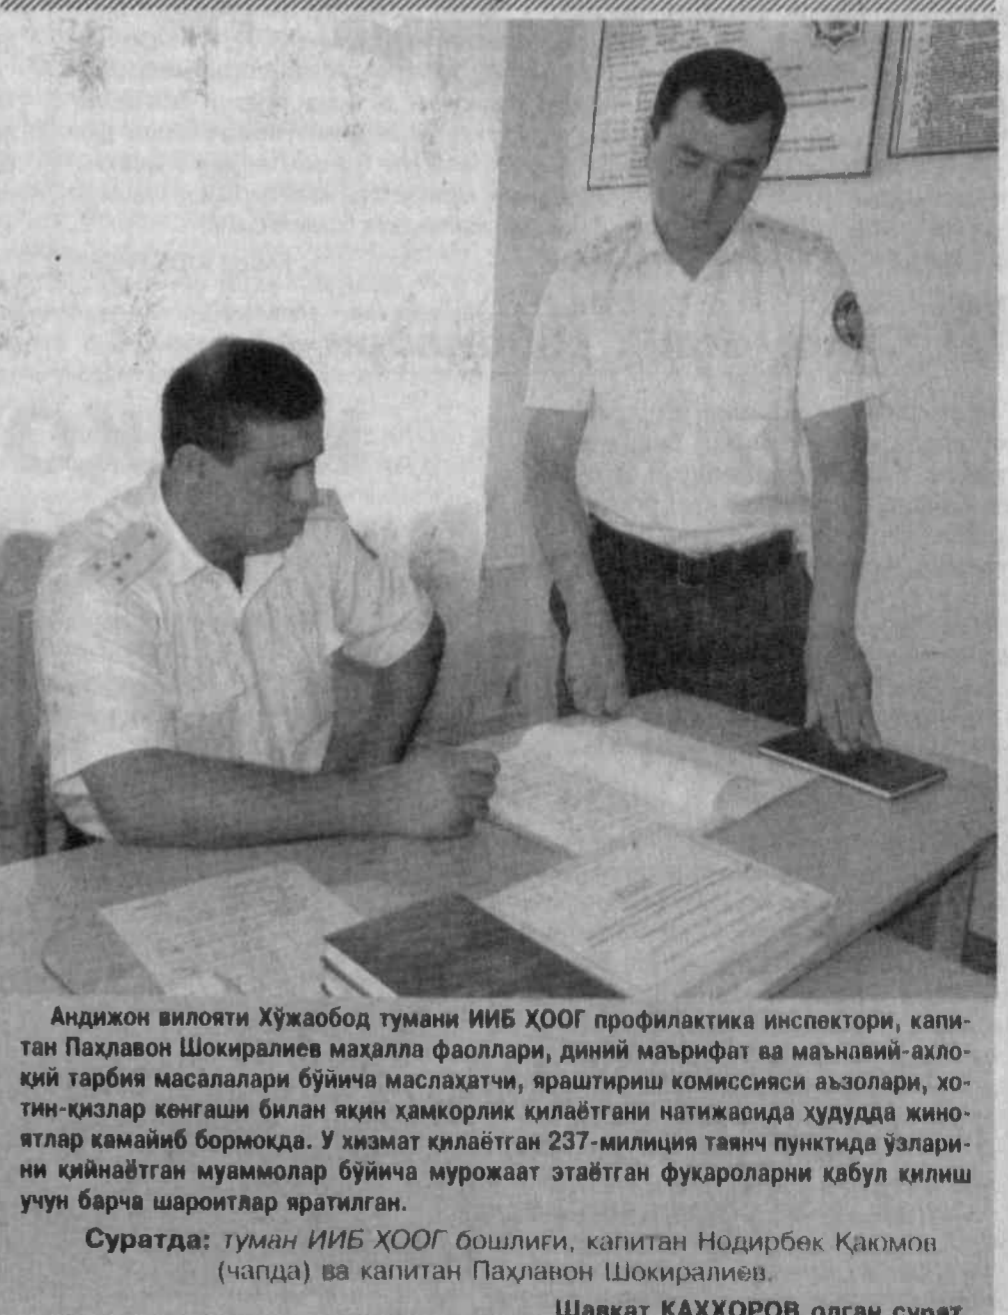 Андижон вилояти Хўжаобод тумани ИИБ ҲООГ профилактика инспектори, капи-
тан Паҳлавон Шокиралиев маҳалла фаоллари, диний маърифат ва маънавий-ахло-
қий тарбия масалалари бўйича маслаҳатчи, яраштириш комиссияси аъзолари, хо-
тин-қизлар кенгаши билан яқин ҳамкорлик қилаётгани натижасида ҳудудда жино-
ятлар камайиб бормоқда. У хизмат қилаётган 237-милиция таянч пунктида ўзлари-
ни қийнаётган муаммолар бўйича мурожаат этаётган фуқароларни қабул қилиш
учун барча шароитлар яратилган.
Суратда: туман ИИБ ҲООГ бошлиғи, капитан Нодирбек Қаюмов
(чапда) ва капитан Паҳлавон Шокиралиев.
Шавкат ҚАҲҲОРОВ олган сурат.